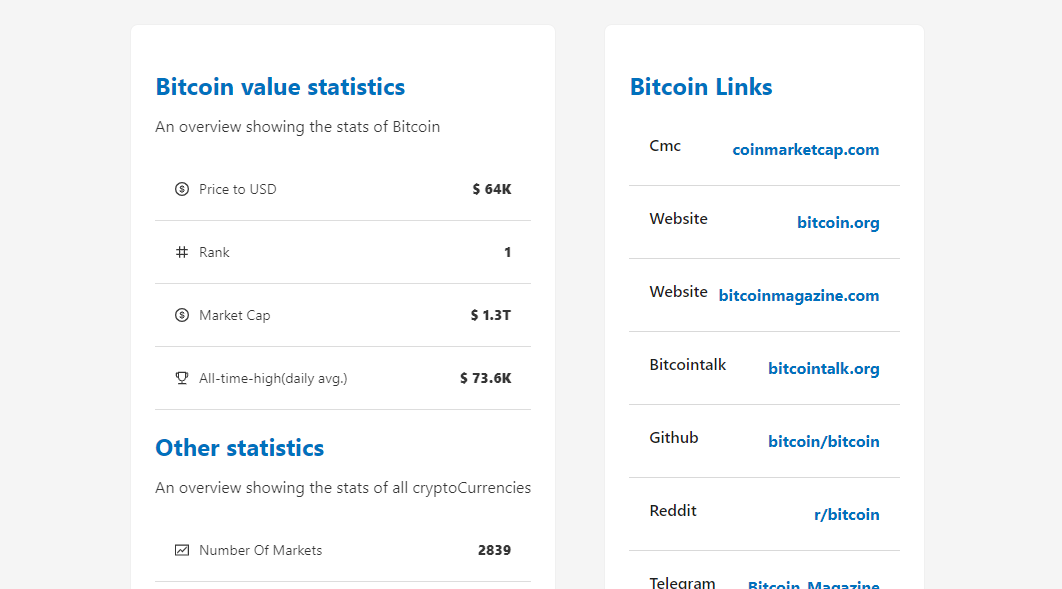 Bitcoin value statistics
An overview showing the stats of Bitcoin
Price to USD $ 64K
Rank 1
Market Cap $ 1.3T
All-time-high(daily avg.) $ 73.6K
Other statistics
An overview showing the stats of all cryptoCurrencies
Number Of Markets 2839
Bitcoin Links
Cmc coinmarketcap.com
Website bitcoin.org
Website bitcoinmagazine.com
Bitcointalk bitcointalk.org
Github bitcoin/bitcoin
Reddit r/bitcoin
Telegram Bitcoin_Magazine